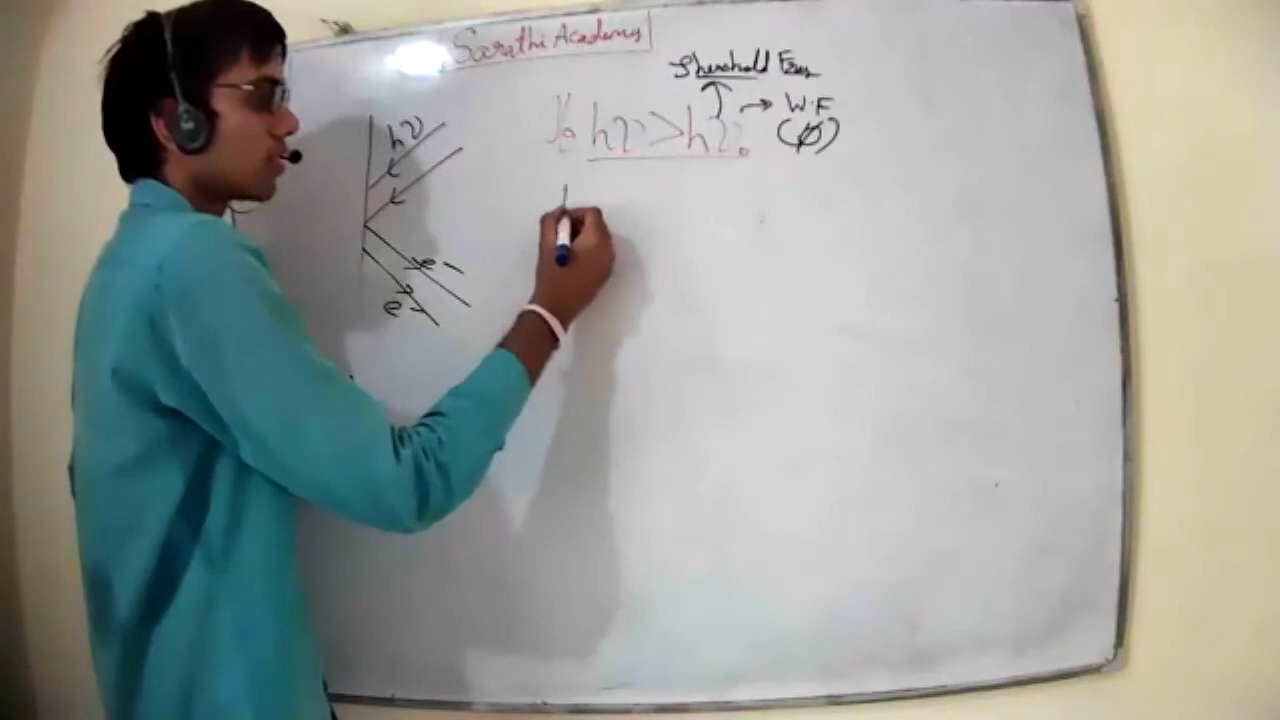 Sarathi Academy
Threshold Freq
If hν > hν₀ → W.F
(φ)
hν
e⁻
e⁻